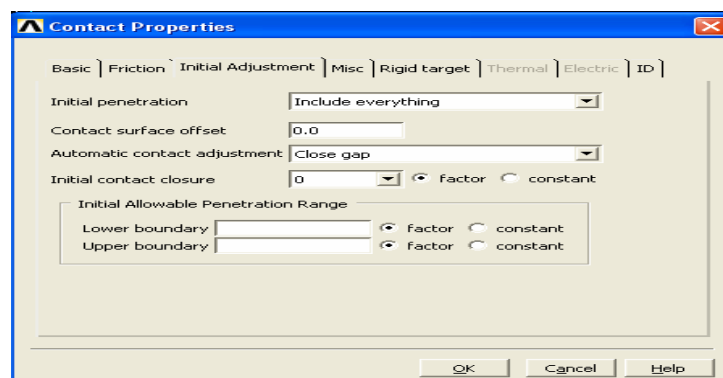 Contact Properties
Basic Friction Initial Adjustment Misc Rigid target Thermal Electric ID
Initial penetration Include everything
Contact surface offset 0.0
Automatic contact adjustment Close gap
Initial contact closure 0 factor constant
Initial Allowable Penetration Range
Lower boundary factor constant
Upper boundary factor constant
OK Cancel Help